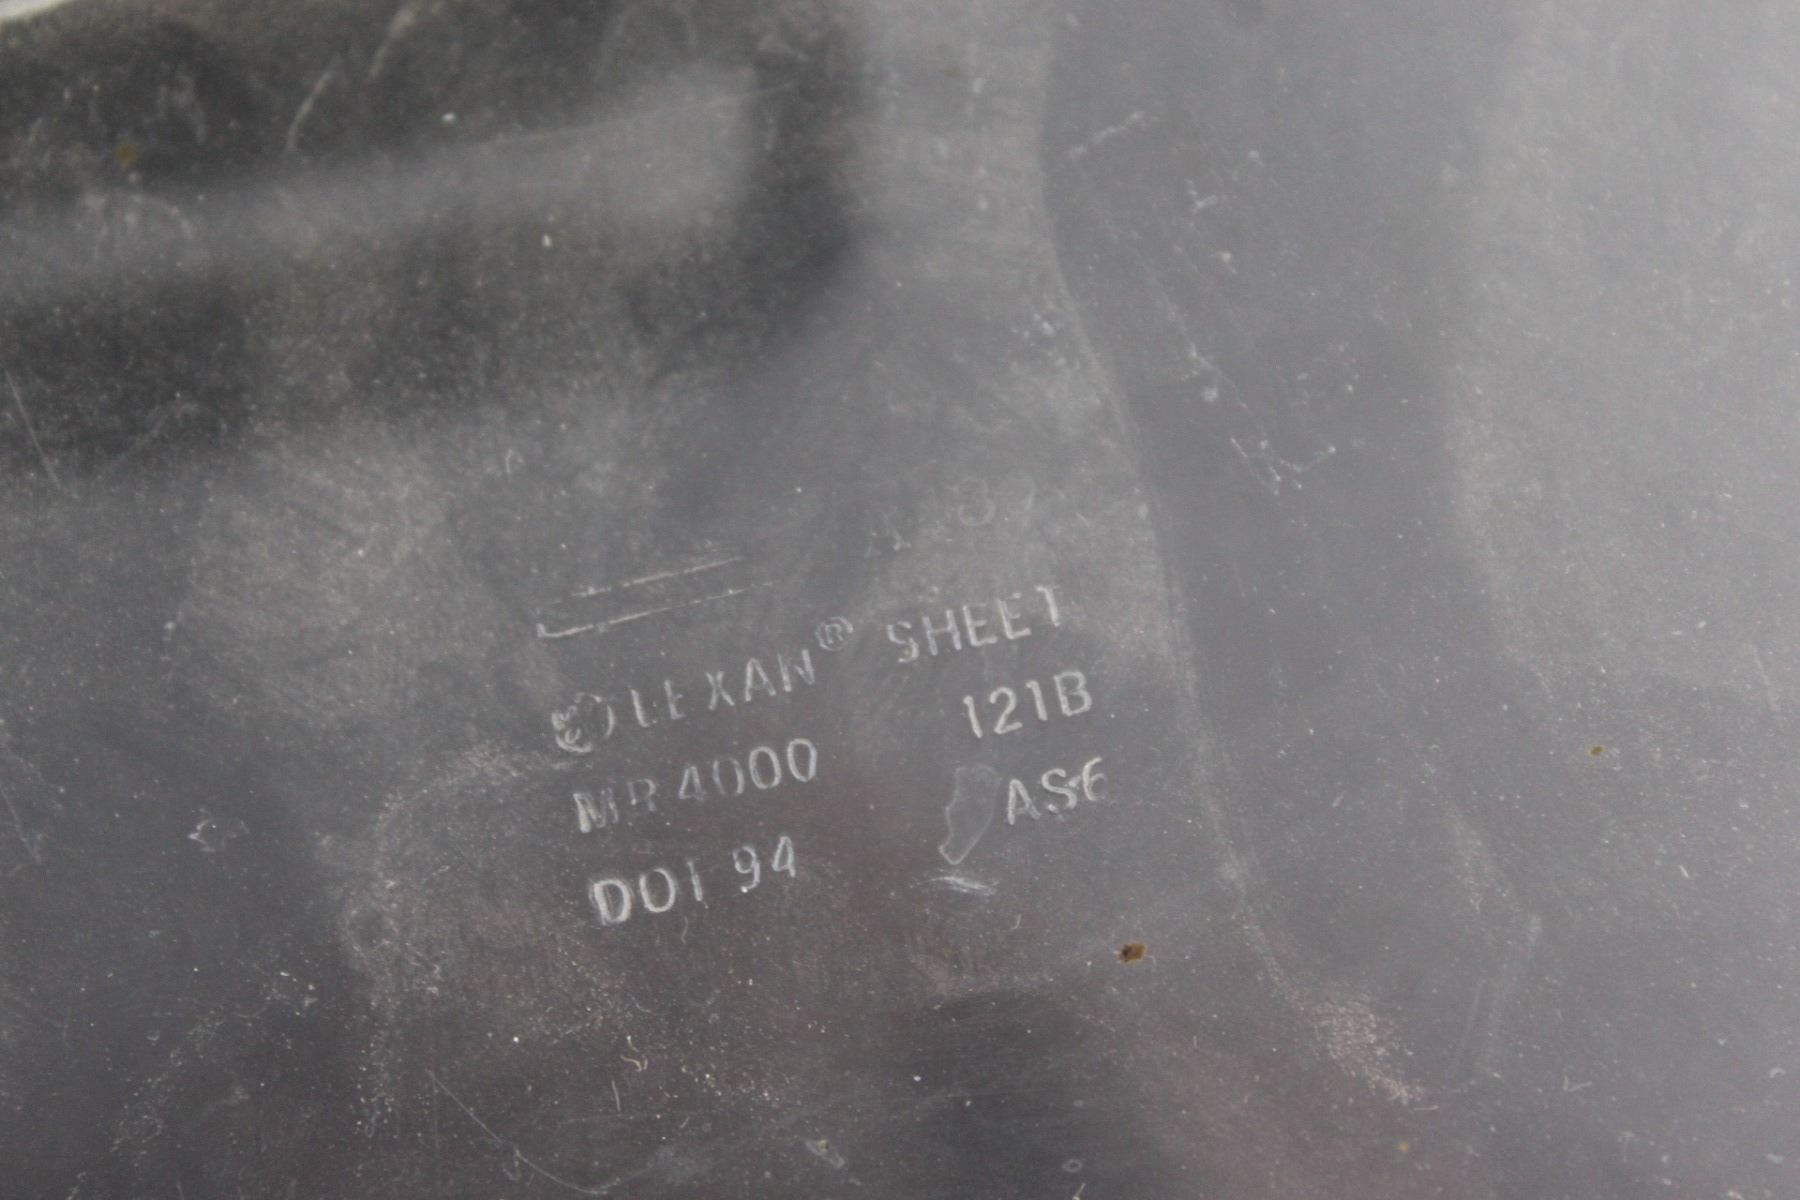 LEXAN® SHEET
MR4000 121B
DOT 94 AS6